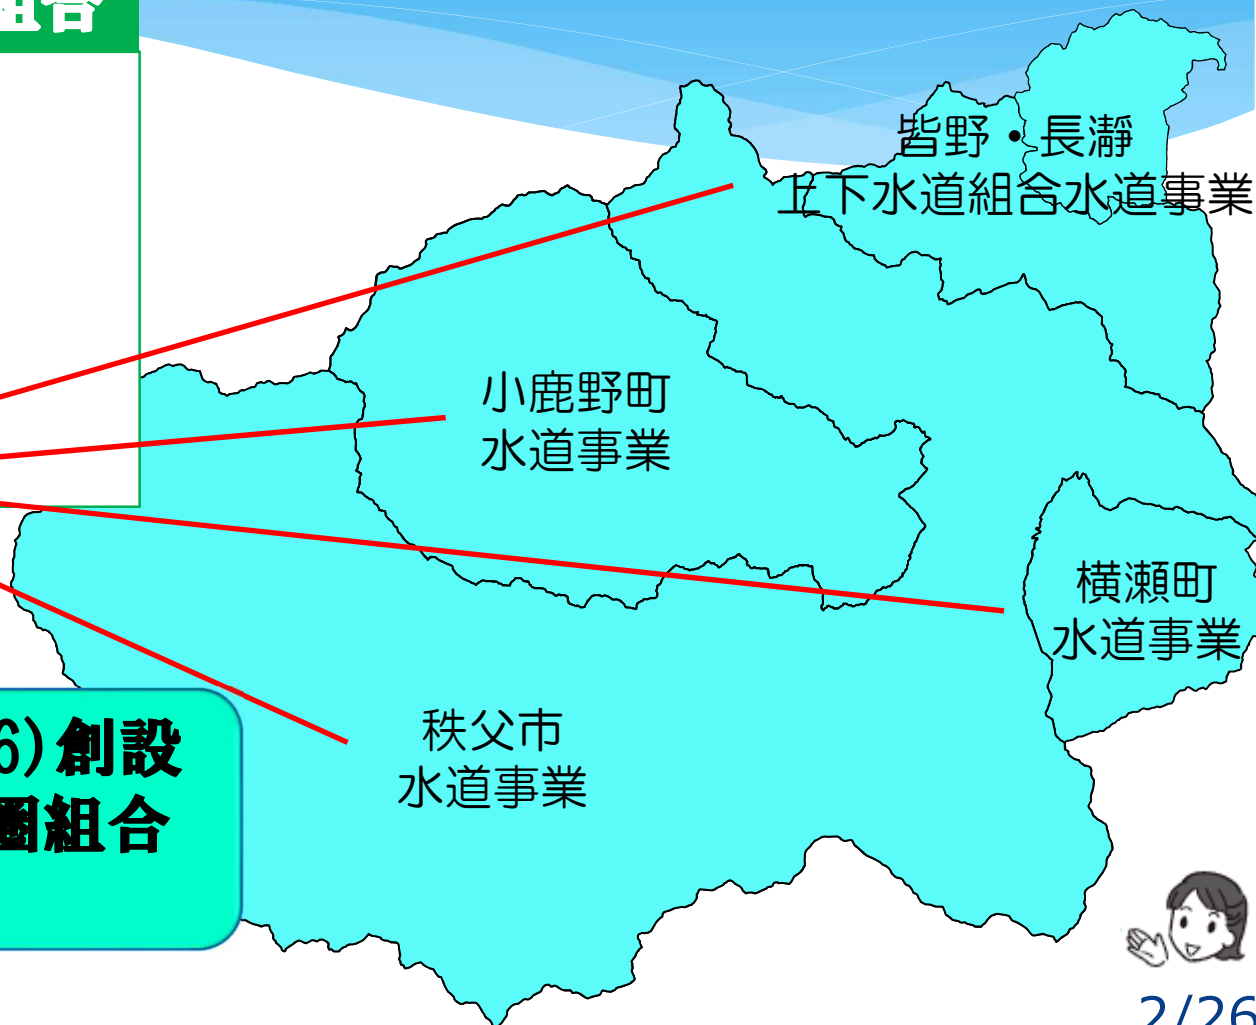 組合
皆野・長瀞
上下水道組合水道事業
小鹿野町
水道事業
横瀬町
水道事業
秩父市
水道事業
6)創設
圏組合
2/26